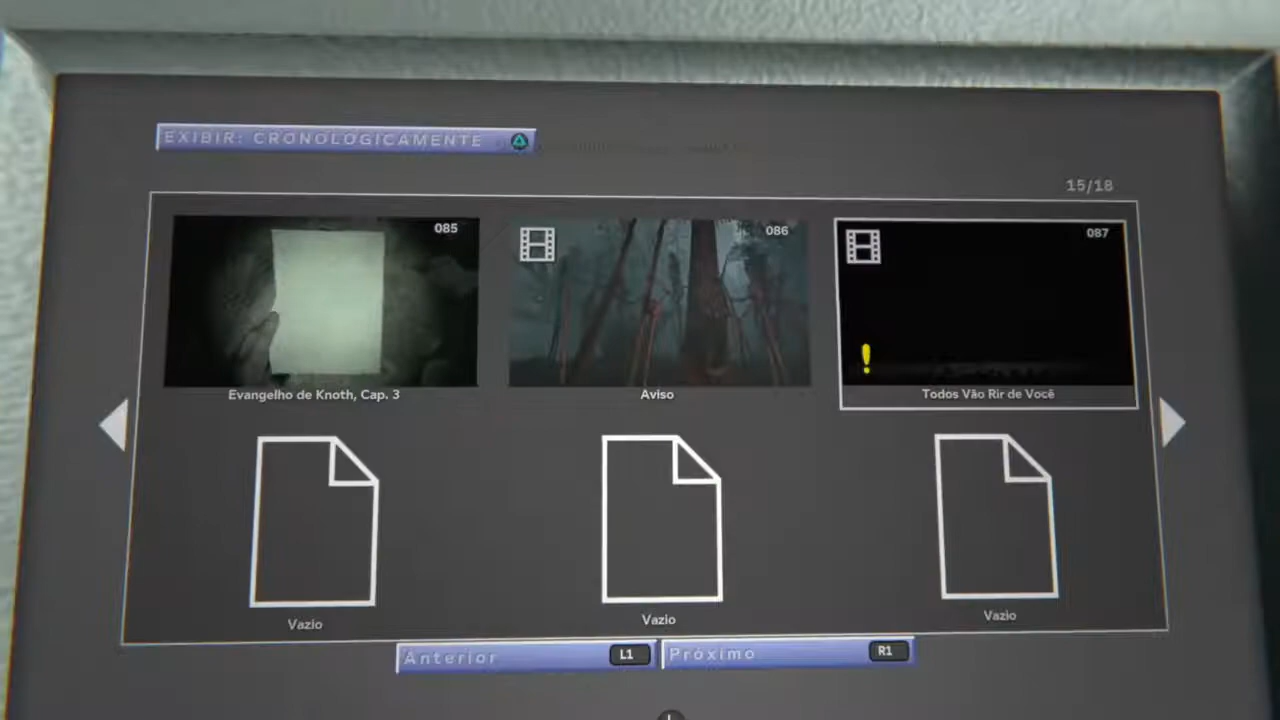 EXIBIR: CRONOLOGICAMENTE
15/18
085
086
087
Evangelho de Knoth, Cap. 3
Aviso
Todos Vão Rir de Você
Vazio
Vazio
Vazio
Anterior L1
Próximo R1